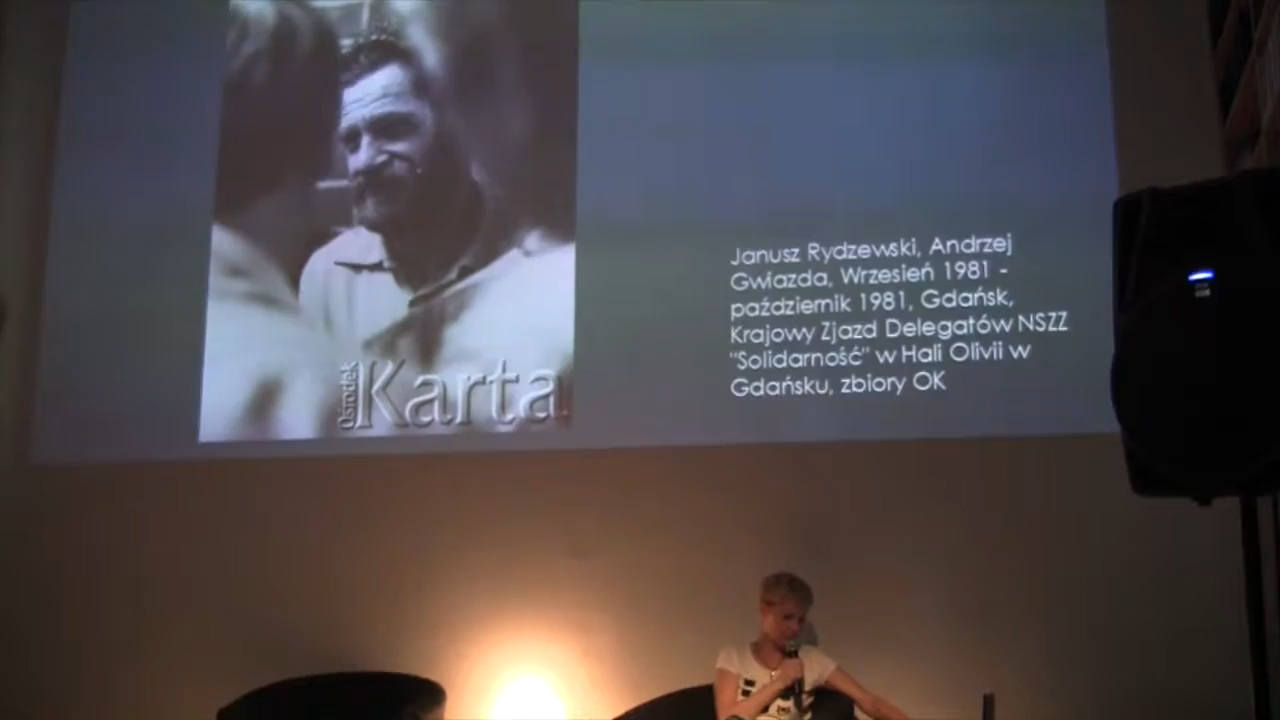 ośrodek
Karta
Janusz Rydzewski, Andrzej
Gwiazda, Wrzesień 1981 -
październik 1981, Gdańsk,
Krajowy Zjazd Delegatów NSZZ
"Solidarność" w Hali Olivii w
Gdańsku, zbiory OK